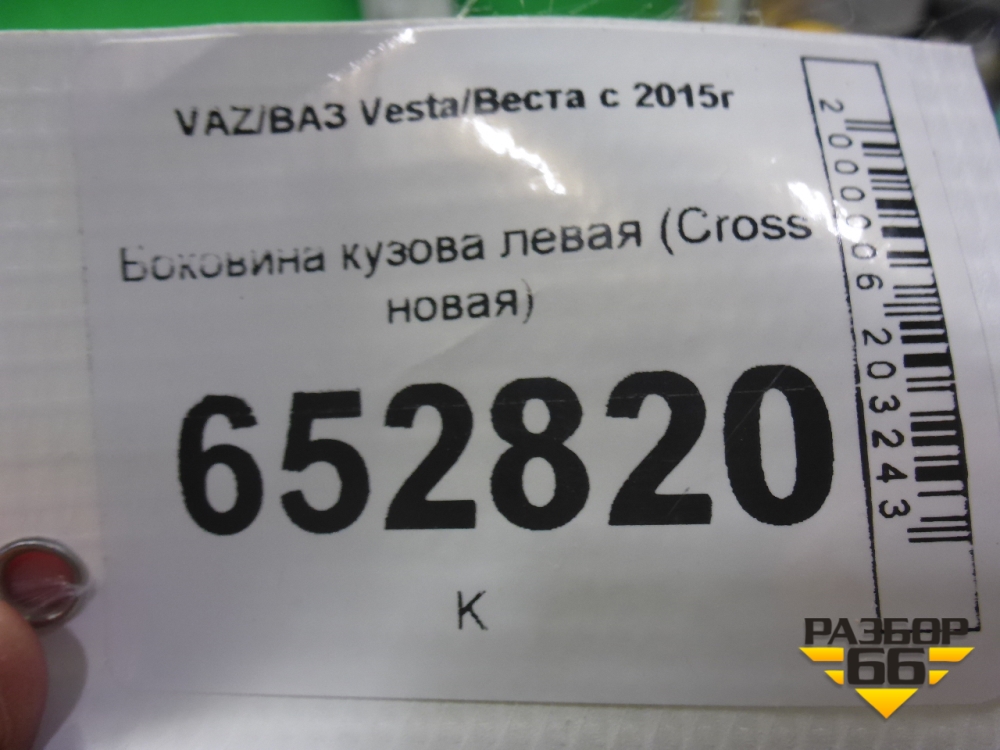 VAZ/ВАЗ Vesta/Веста с 2015г
Боковина кузова левая (Cross
новая)
652820
К
2000006203243
РАЗБОР
66